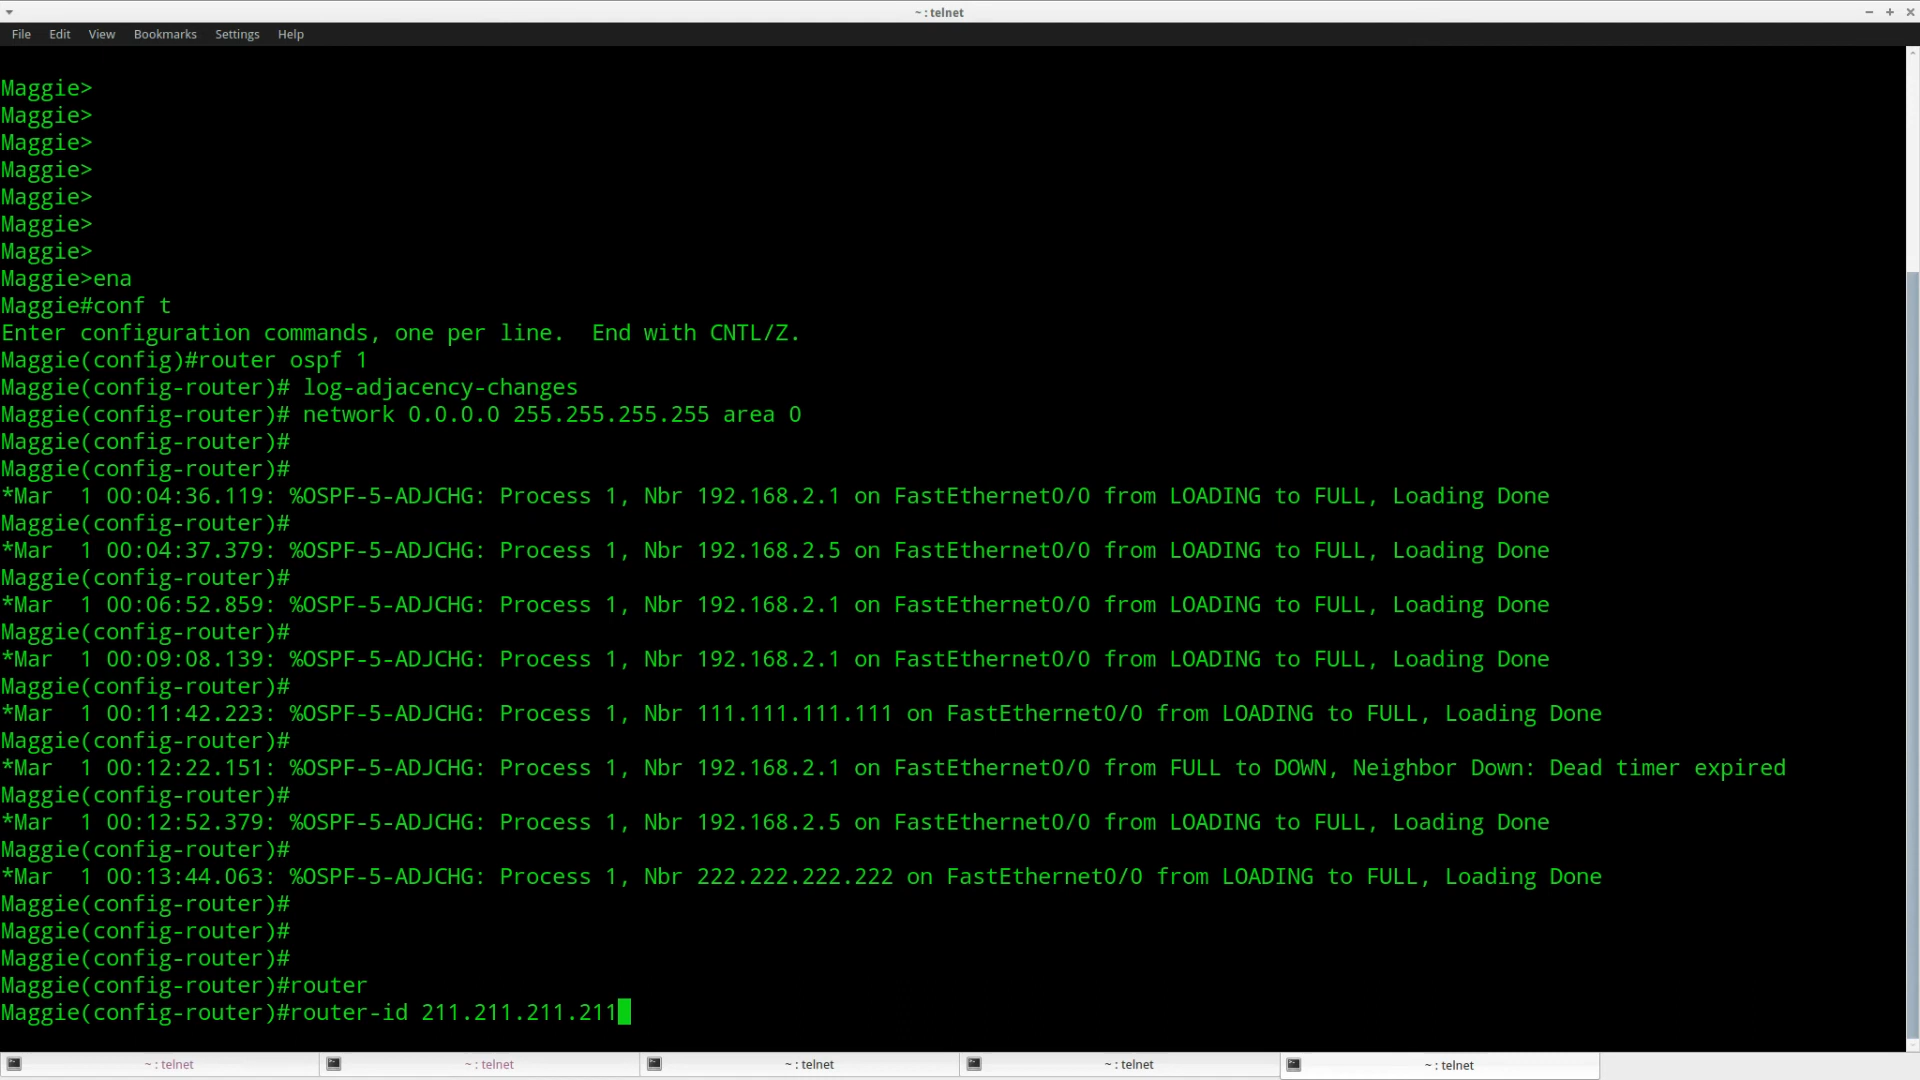 ~ : telnet
File Edit View Bookmarks Settings Help
Maggie>
Maggie>
Maggie>
Maggie>
Maggie>
Maggie>
Maggie>
Maggie>ena
Maggie#conf t
Enter configuration commands, one per line.  End with CNTL/Z.
Maggie(config)#router ospf 1
Maggie(config-router)# log-adjacency-changes
Maggie(config-router)# network 0.0.0.0 255.255.255.255 area 0
Maggie(config-router)#
Maggie(config-router)#
*Mar  1 00:04:36.119: %OSPF-5-ADJCHG: Process 1, Nbr 192.168.2.1 on FastEthernet0/0 from LOADING to FULL, Loading Done
Maggie(config-router)#
*Mar  1 00:04:37.379: %OSPF-5-ADJCHG: Process 1, Nbr 192.168.2.5 on FastEthernet0/0 from LOADING to FULL, Loading Done
Maggie(config-router)#
*Mar  1 00:06:52.859: %OSPF-5-ADJCHG: Process 1, Nbr 192.168.2.1 on FastEthernet0/0 from LOADING to FULL, Loading Done
Maggie(config-router)#
*Mar  1 00:09:08.139: %OSPF-5-ADJCHG: Process 1, Nbr 192.168.2.1 on FastEthernet0/0 from LOADING to FULL, Loading Done
Maggie(config-router)#
*Mar  1 00:11:42.223: %OSPF-5-ADJCHG: Process 1, Nbr 111.111.111.111 on FastEthernet0/0 from LOADING to FULL, Loading Done
Maggie(config-router)#
*Mar  1 00:12:22.151: %OSPF-5-ADJCHG: Process 1, Nbr 192.168.2.1 on FastEthernet0/0 from FULL to DOWN, Neighbor Down: Dead timer expired
Maggie(config-router)#
*Mar  1 00:12:52.379: %OSPF-5-ADJCHG: Process 1, Nbr 192.168.2.5 on FastEthernet0/0 from LOADING to FULL, Loading Done
Maggie(config-router)#
*Mar  1 00:13:44.063: %OSPF-5-ADJCHG: Process 1, Nbr 222.222.222.222 on FastEthernet0/0 from LOADING to FULL, Loading Done
Maggie(config-router)#
Maggie(config-router)#
Maggie(config-router)#
Maggie(config-router)#router
Maggie(config-router)#router-id 211.211.211.211
~ : telnet ~ : telnet ~ : telnet ~ : telnet ~ : telnet